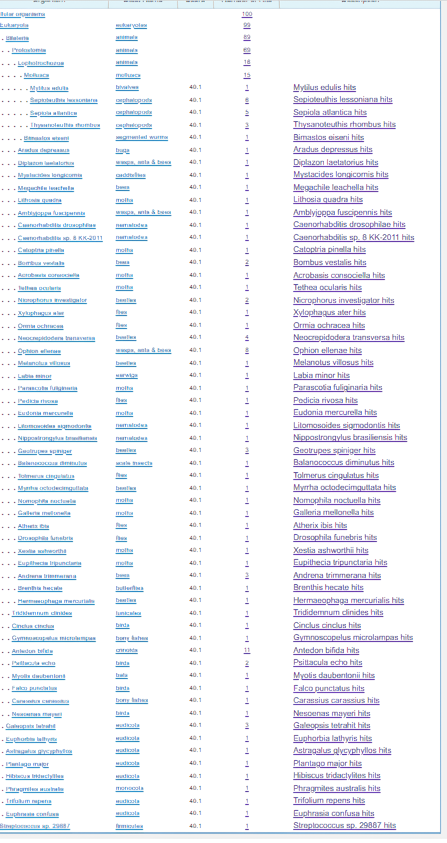 cellular organisms 100
Eukaryota eukaryotes 99
. Bilateria animals 89
. . Protostomia animals 69
. . . Lophotrochozoa animals 16
. . . . Mollusca molluscs 15
. . . . . Mytilus edulis bivalves 40.1 1 Mytilus edulis hits
. . . . . Sepioteuthis lessoniana cephalopods 40.1 6 Sepioteuthis lessoniana hits
. . . . . Sepiola atlantica cephalopods 40.1 5 Sepiola atlantica hits
. . . . . Thysanoteuthis rhombus cephalopods 40.1 3 Thysanoteuthis rhombus hits
. . . . Bimastos eiseni segmented worms 40.1 1 Bimastos eiseni hits
. . . Aradus depressus bugs 40.1 1 Aradus depressus hits
. . . Diplazon laetatorius wasps, ants & bees 40.1 1 Diplazon laetatorius hits
. . . Mystacides longicornis caddisflies 40.1 1 Mystacides longicornis hits
. . . Megachile leachella bees 40.1 1 Megachile leachella hits
. . . Lithosia quadra moths 40.1 1 Lithosia quadra hits
. . . Amblyjoppa fuscipennis wasps, ants & bees 40.1 1 Amblyjoppa fuscipennis hits
. . . Caenorhabditis drosophilae nematodes 40.1 1 Caenorhabditis drosophilae hits
. . . Caenorhabditis sp. 8 KK-2011 nematodes 40.1 1 Caenorhabditis sp. 8 KK-2011 hits
. . . Catoptria pinella moths 40.1 1 Catoptria pinella hits
. . . Bombus vestalis bees 40.1 2 Bombus vestalis hits
. . . Acrobasis consociella moths 40.1 1 Acrobasis consociella hits
. . . Tethea ocularis moths 40.1 1 Tethea ocularis hits
. . . Nicrophorus investigator beetles 40.1 2 Nicrophorus investigator hits
. . . Xylophagus ater flies 40.1 1 Xylophagus ater hits
. . . Ormia ochracea flies 40.1 1 Ormia ochracea hits
. . . Neocrepidodera transversa beetles 40.1 4 Neocrepidodera transversa hits
. . . Ophion ellenae wasps, ants & bees 40.1 8 Ophion ellenae hits
. . . Melanotus villosus beetles 40.1 1 Melanotus villosus hits
. . . Labia minor earwigs 40.1 1 Labia minor hits
. . . Parascotia fuliginaria moths 40.1 1 Parascotia fuliginaria hits
. . . Pedicia rivosa flies 40.1 1 Pedicia rivosa hits
. . . Eudonia mercurella moths 40.1 1 Eudonia mercurella hits
. . . Litomosoides sigmodontis nematodes 40.1 1 Litomosoides sigmodontis hits
. . . Nippostrongylus brasiliensis nematodes 40.1 1 Nippostrongylus brasiliensis hits
. . . Geotrupes spiniger beetles 40.1 3 Geotrupes spiniger hits
. . . Balanococcus diminutus scale insects 40.1 1 Balanococcus diminutus hits
. . . Tolmerus cingulatus flies 40.1 1 Tolmerus cingulatus hits
. . . Myrrha octodecimguttata beetles 40.1 1 Myrrha octodecimguttata hits
. . . Nomophila noctuella moths 40.1 1 Nomophila noctuella hits
. . . Galleria mellonella moths 40.1 1 Galleria mellonella hits
. . . Atherix ibis flies 40.1 1 Atherix ibis hits
. . . Drosophila funebris flies 40.1 1 Drosophila funebris hits
. . . Xestia ashworthii moths 40.1 1 Xestia ashworthii hits
. . . Eupithecia tripunctaria moths 40.1 1 Eupithecia tripunctaria hits
. . . Andrena trimmerana bees 40.1 3 Andrena trimmerana hits
. . . Brenthis hecate butterflies 40.1 1 Brenthis hecate hits
. . . Hermaeophaga mercurialis beetles 40.1 1 Hermaeophaga mercurialis hits
. . Trididemnum clinides tunicates 40.1 1 Trididemnum clinides hits
. . Cinclus cinclus birds 40.1 1 Cinclus cinclus hits
. . Gymnoscopelus microlampas bony fishes 40.1 1 Gymnoscopelus microlampas hits
. . Antedon bifida crinoids 40.1 11 Antedon bifida hits
. . Psittacula echo birds 40.1 2 Psittacula echo hits
. . Myotis daubentonii bats 40.1 1 Myotis daubentonii hits
. . Falco punctatus birds 40.1 1 Falco punctatus hits
. . Carassius carassius bony fishes 40.1 1 Carassius carassius hits
. . Nesoenas mayeri birds 40.1 1 Nesoenas mayeri hits
. Galeopsis tetrahit eudicots 40.1 3 Galeopsis tetrahit hits
. Euphorbia lathyris eudicots 40.1 1 Euphorbia lathyris hits
. Astragalus glycyphyllos eudicots 40.1 1 Astragalus glycyphyllos hits
. Plantago major eudicots 40.1 1 Plantago major hits
. Hibiscus tridactylites eudicots 40.1 1 Hibiscus tridactylites hits
. Phragmites australis monocots 40.1 1 Phragmites australis hits
. Trifolium repens eudicots 40.1 1 Trifolium repens hits
. Euphrasia confusa eudicots 40.1 1 Euphrasia confusa hits
Streptococcus sp. 29887 firmicutes 40.1 1 Streptococcus sp. 29887 hits